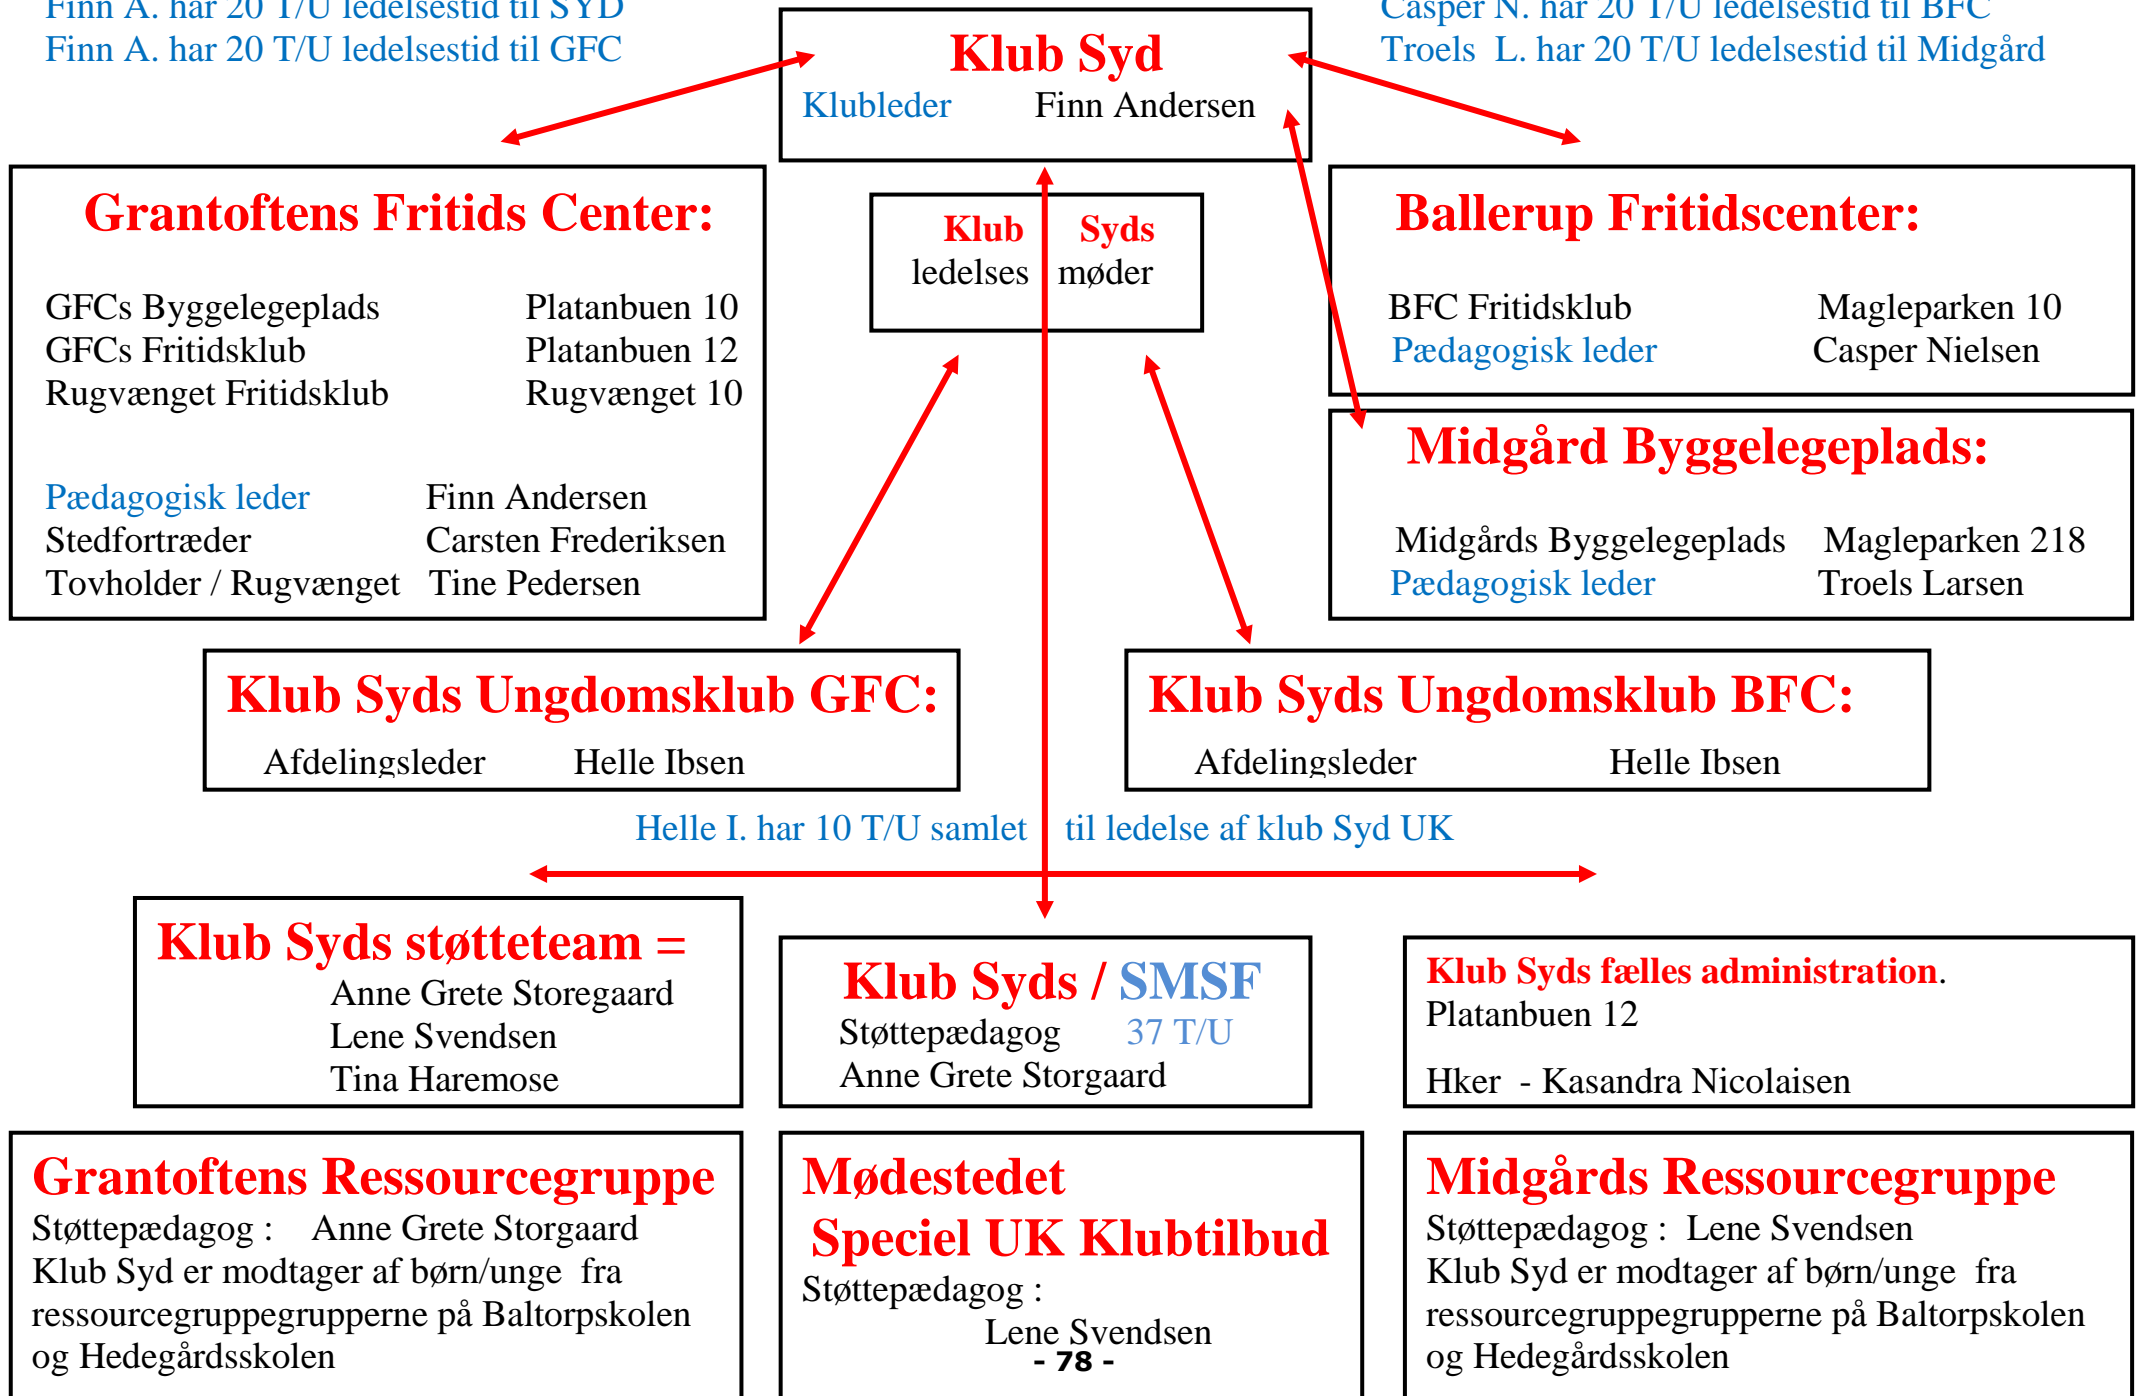 Finn A. har 20 T/U ledelsestid til SYD
Finn A. har 20 T/U ledelsestid til GFC
Casper N. har 20 T/U ledelsestid til BFC
Troels L. har 20 T/U ledelsestid til Midgård
Klub Syd
Klubleder Finn Andersen
Grantoftens Fritids Center:
GFCs Byggelegeplads Platanbuen 10
GFCs Fritidsklub Platanbuen 12
Rugvænget Fritidsklub Rugvænget 10
Pædagogisk leder Finn Andersen
Stedfortræder Carsten Frederiksen
Tovholder / Rugvænget Tine Pedersen
Klub Syds
ledelses møder
Ballerup Fritidscenter:
BFC Fritidsklub Magleparken 10
Pædagogisk leder Casper Nielsen
Midgård Byggelegeplads:
Midgårds Byggelegeplads Magleparken 218
Pædagogisk leder Troels Larsen
Klub Syds Ungdomsklub GFC:
Afdelingsleder Helle Ibsen
Klub Syds Ungdomsklub BFC:
Afdelingsleder Helle Ibsen
Helle I. har 10 T/U samlet til ledelse af klub Syd UK
Klub Syds støtteteam =
Anne Grete Storegaard
Lene Svendsen
Tina Haremose
Klub Syds / SMSF
Støttepædagog 37 T/U
Anne Grete Storgaard
Klub Syds fælles administration.
Platanbuen 12
Hker - Kasandra Nicolaisen
Grantoftens Ressourcegruppe
Støttepædagog : Anne Grete Storgaard
Klub Syd er modtager af børn/unge fra
ressourcegruppegrupperne på Baltorpskolen
og Hedegårdsskolen
Mødestedet
Speciel UK Klubtilbud
Støttepædagog :
Lene Svendsen
Midgårds Ressourcegruppe
Støttepædagog : Lene Svendsen
Klub Syd er modtager af børn/unge fra
ressourcegruppegrupperne på Baltorpskolen
og Hedegårdsskolen
- 78 -